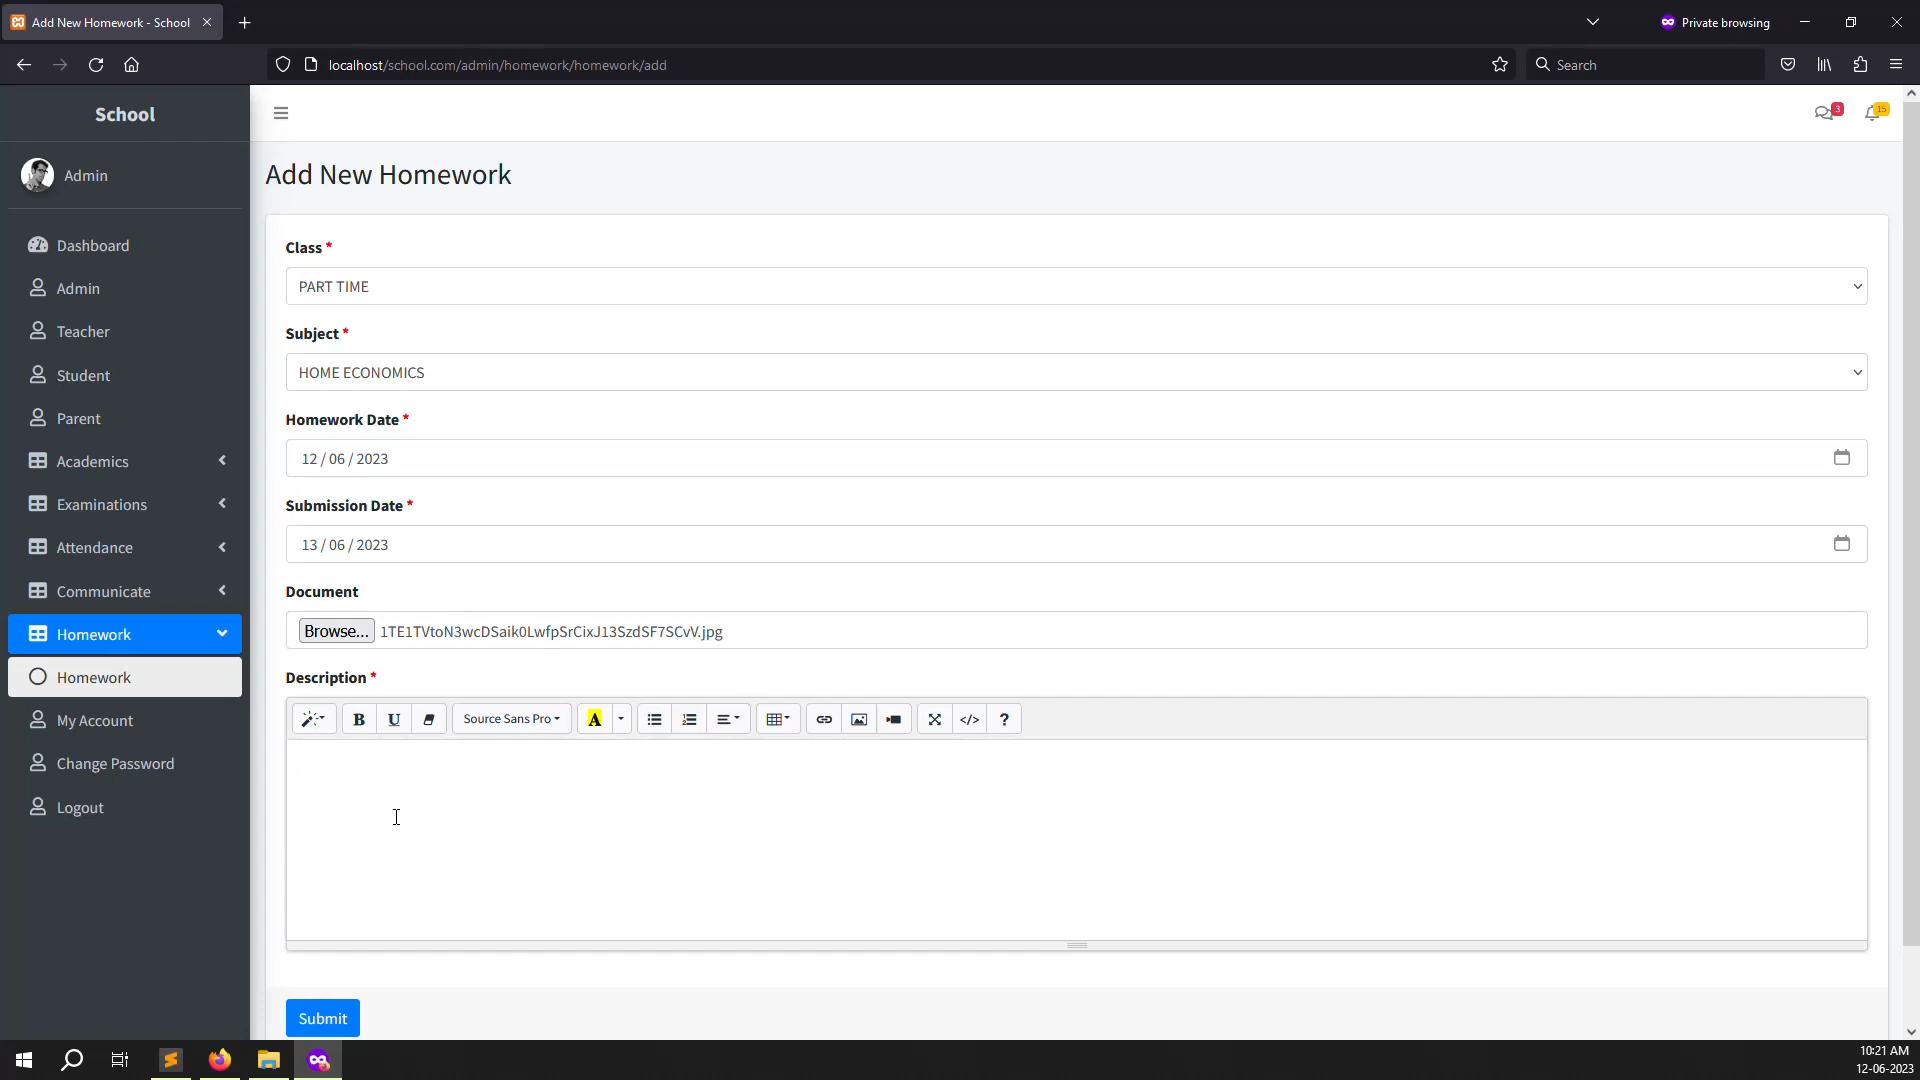 Add New Homework - School
Private browsing
localhost/school.com/admin/homework/homework/add
Search
School
3
15
Admin
Add New Homework
Dashboard
Admin
Teacher
Student
Parent
Academics
Examinations
Attendance
Communicate
Homework
Homework
My Account
Change Password
Logout
Class *
PART TIME
Subject *
HOME ECONOMICS
Homework Date *
12 / 06 / 2023
Submission Date *
13 / 06 / 2023
Document
Browse... 1TE1TVtoN3wcDSaik0LwfpSrCixJ13SzdSF7SCvV.jpg
Description *
B U Source Sans Pro A </> ?
Submit
10:21 AM
12-06-2023